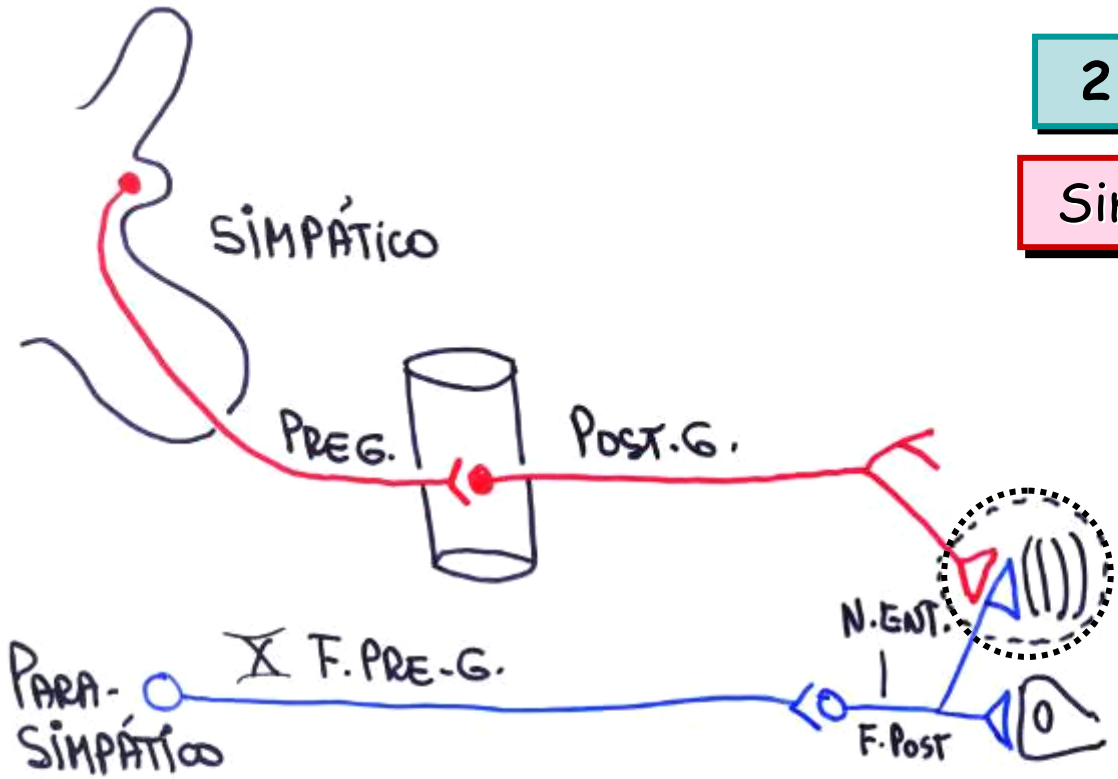 2
SIMPÁTICO
PREG.
POST.G.
N.ENT.
X F.PRE-G.
PARA-
SIMPÁTICO
F.POST